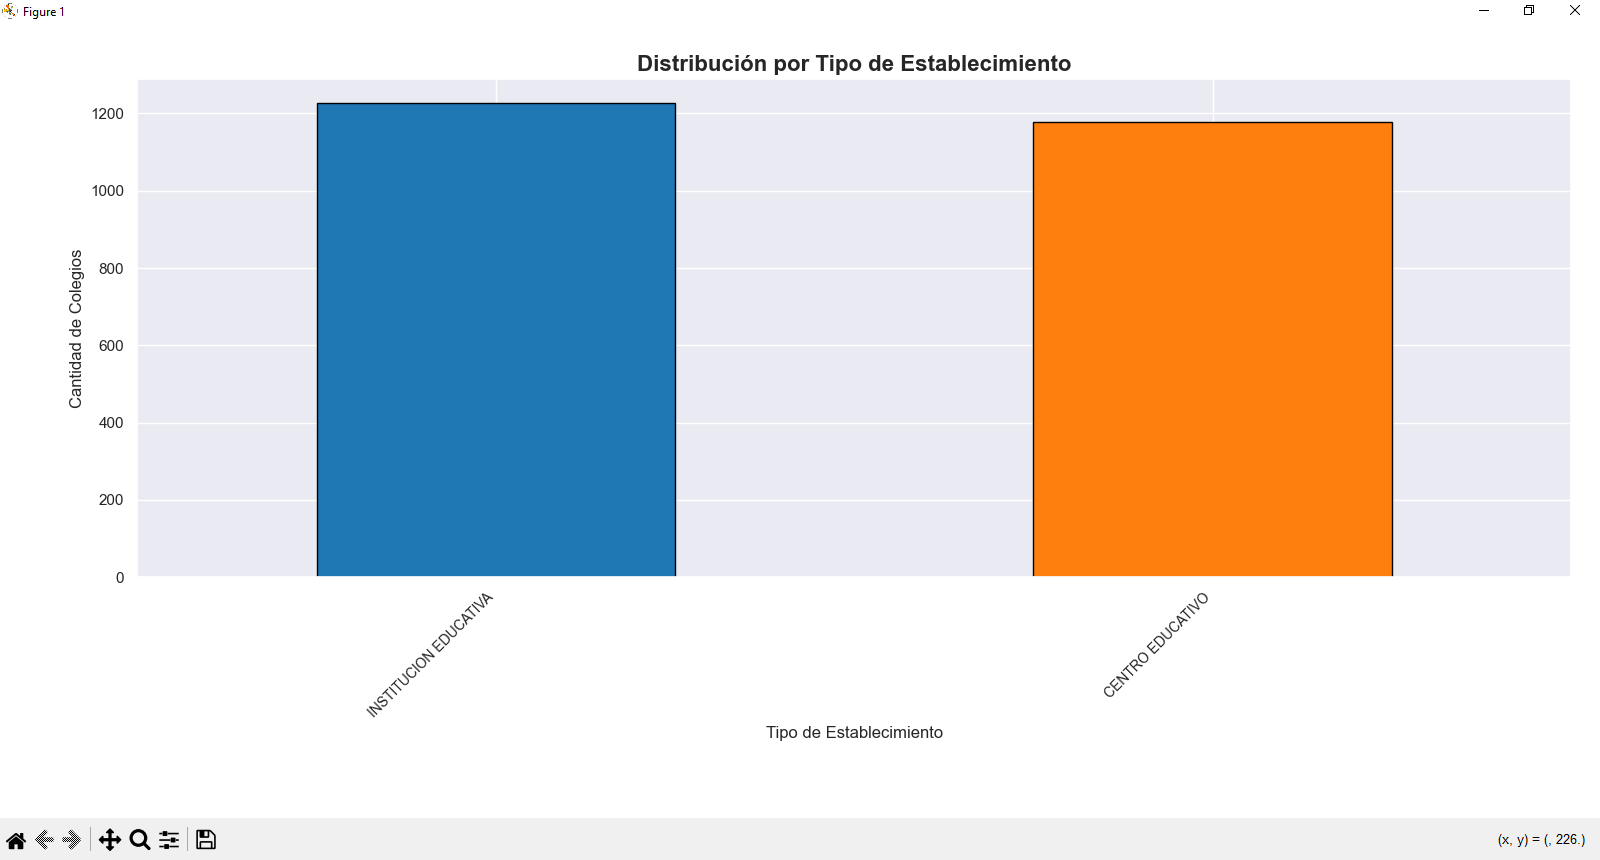 Figure 1
Distribución por Tipo de Establecimiento
1200
1000
800
600
400
200
0
Cantidad de Colegios
INSTITUCION EDUCATIVA
CENTRO EDUCATIVO
Tipo de Establecimiento
(x, y) = (, 226.)